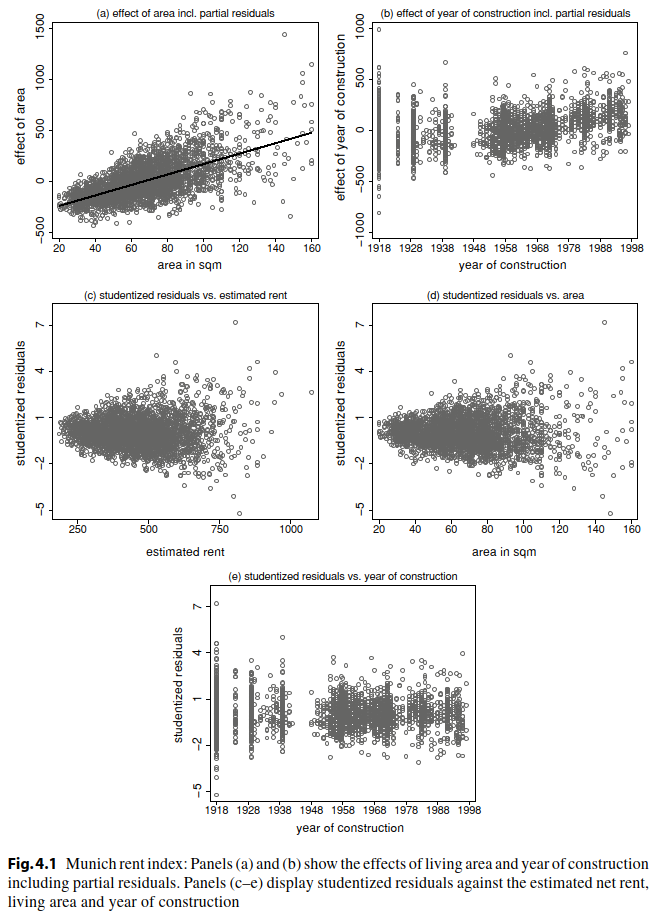 (a) effect of area incl. partial residuals
effect of area
1500
1000
500
0
−500
20 40 60 80 100 120 140 160
area in sqm
(b) effect of year of construction incl. partial residuals
effect of year of construction
1000
500
0
−5000
−1000
1918 1928 1938 1948 1958 1968 1978 1988 1998
year of construction
(c) studentized residuals vs. estimated rent
studentized residuals
7
4
1
−2
−5
250 500 750 1000
estimated rent
(d) studentized residuals vs. area
studentized residuals
7
4
1
−2
−5
20 40 60 80 100 120 140 160
area in sqm
(e) studentized residuals vs. year of construction
studentized residuals
7
4
1
−2
−5
1918 1928 1938 1948 1958 1968 1978 1988 1998
year of construction
Fig. 4.1 Munich rent index: Panels (a) and (b) show the effects of living area and year of construction
including partial residuals. Panels (c–e) display studentized residuals against the estimated net rent,
living area and year of construction